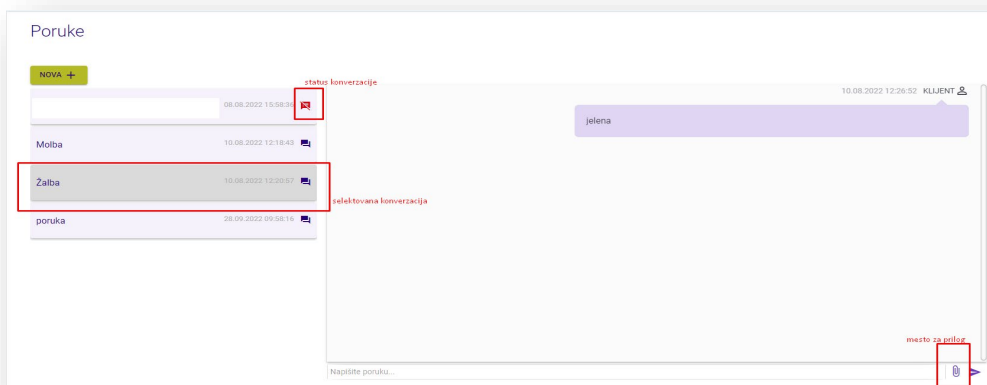 Poruke
NOVA +
status konverzacije
08.08.2022 15:58:36
10.08.2022 12:26:52 KLIJENT
jelena
Molba 10.08.2022 12:18:43
Žalba 10.08.2022 12:20:57
selektovana konverzacija
poruka 28.09.2022 09:58:16
mesto za prilog
Napišite poruku...